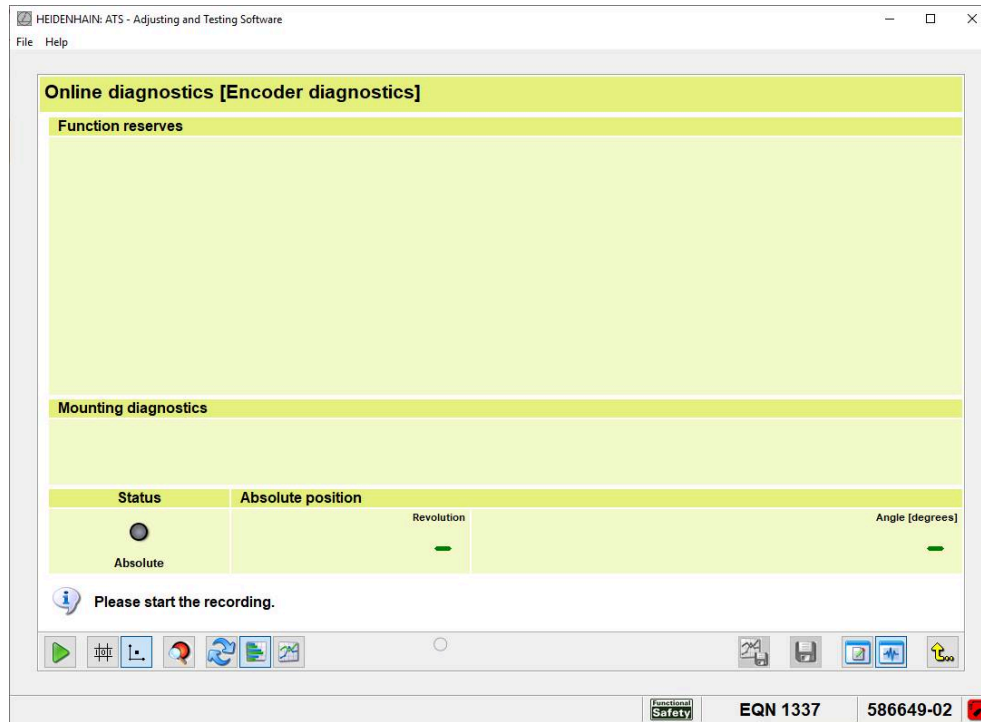 HEIDENHAIN: ATS - Adjusting and Testing Software
File Help
Online diagnostics [Encoder diagnostics]
Function reserves
Mounting diagnostics
Status Absolute position
Revolution Angle [degrees]
Absolute
Please start the recording.
Functional
Safety EQN 1337 586649-02